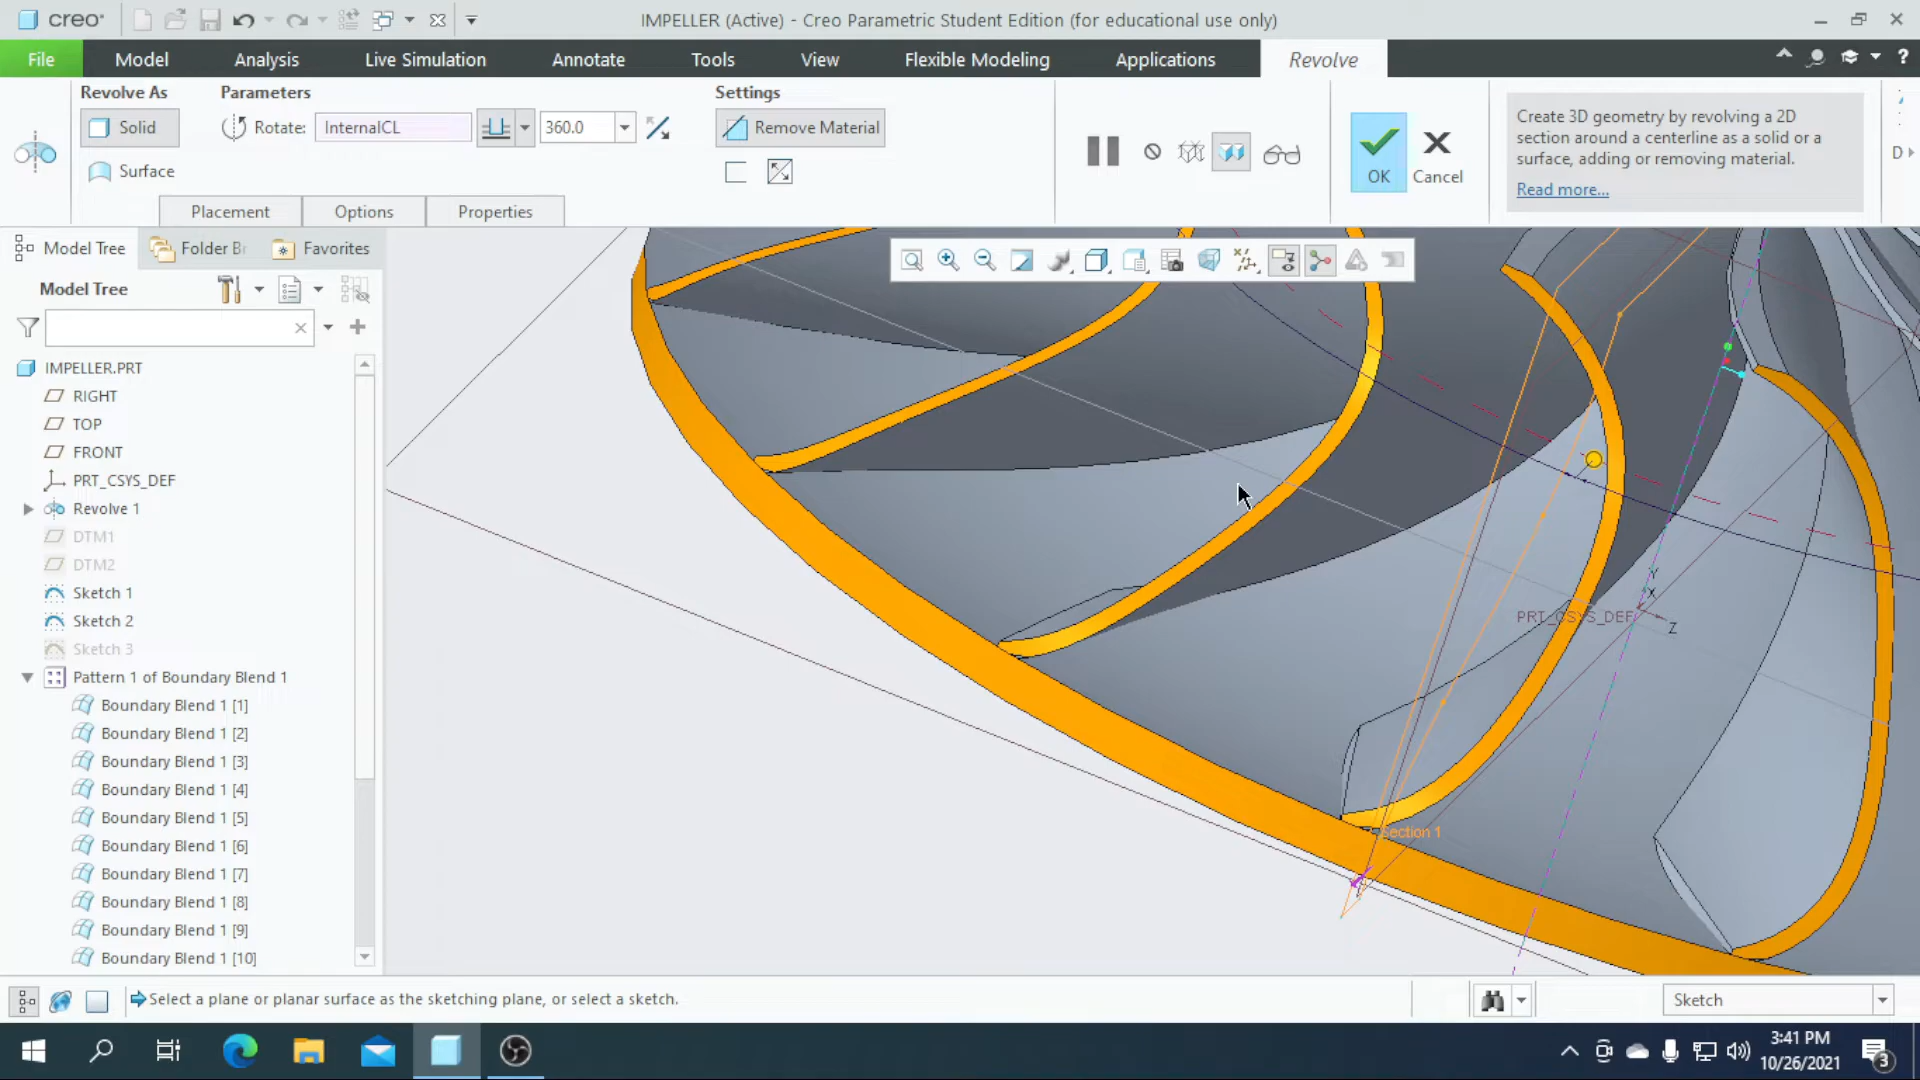 creo
IMPELLER (Active) - Creo Parametric Student Edition (for educational use only)
File
Model
Analysis
Live Simulation
Annotate
Tools
View
Flexible Modeling
Applications
Revolve
?
Revolve As
Parameters
Settings
Solid
Rotate:
InternalCL
360.0
Remove Material
Surface
OK
Cancel
Create 3D geometry by revolving a 2D
section around a centerline as a solid or a
surface, adding or removing material.
Read more...
D
Placement
Options
Properties
Model Tree
Folder Br
Favorites
Model Tree
IMPELLER.PRT
RIGHT
TOP
FRONT
PRT_CSYS_DEF
Revolve 1
DTM1
DTM2
Sketch 1
Sketch 2
Sketch 3
Pattern 1 of Boundary Blend 1
Boundary Blend 1 [1]
Boundary Blend 1 [2]
Boundary Blend 1 [3]
Boundary Blend 1 [4]
Boundary Blend 1 [5]
Boundary Blend 1 [6]
Boundary Blend 1 [7]
Boundary Blend 1 [8]
Boundary Blend 1 [9]
Boundary Blend 1 [10]
Y
X
PRT_CSYS_DEF
Z
Section 1
Select a plane or planar surface as the sketching plane, or select a sketch.
Sketch
3:41 PM
10/26/2021
3